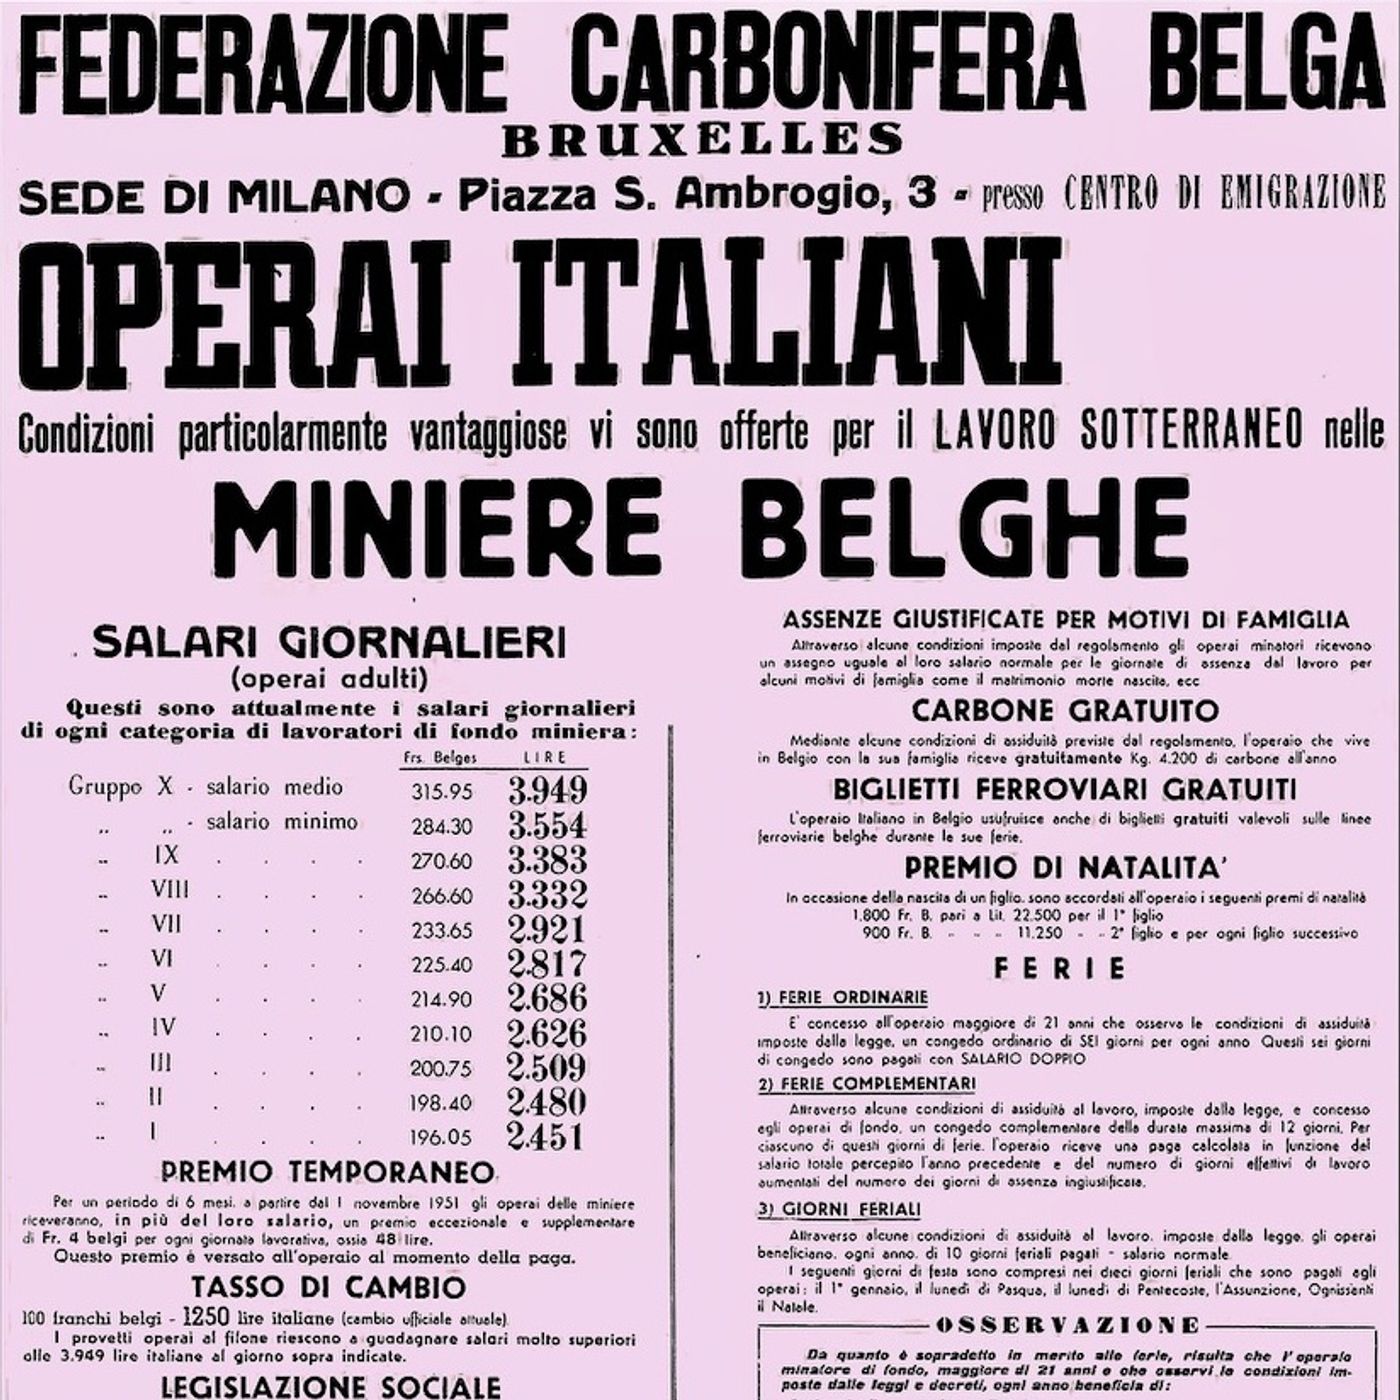 FEDERAZIONE CARBONIFERA BELGA
BRUXELLES
SEDE DI MILANO - Piazza S. Ambrogio, 3 - presso CENTRO DI EMIGRAZIONE
OPERAI ITALIANI
Condizioni particolarmente vantaggiose vi sono offerte per il LAVORO SOTTERRANEO nelle
MINIERE BELGHE
SALARI GIORNALIERI
(operai adulti)
Questi sono attualmente i salari giornalieri
di ogni categoria di lavoratori di fondo miniera:
Frs. Belges LIRE
Gruppo X - salario medio 315.95 3.949
" " - salario minimo 284.30 3.554
" IX . . . . 270.60 3.383
" VIII . . . . 266.60 3.332
" VII . . . . 233.65 2.921
" VI . . . . 225.40 2.817
" V . . . . 214.90 2.686
" IV . . . . 210.10 2.626
" III . . . . 200.75 2.509
" II . . . . 198.40 2.480
" I . . . . 196.05 2.451
PREMIO TEMPORANEO
Per un periodo di 6 mesi, a partire dal 1 novembre 1951 gli operai delle miniere
riceveranno, in più del loro salario, un premio eccezionale e supplementare
di Fr. 4 belgi per ogni giornata lavorativa, ossia 48 lire.
Questo premio è versato all'operaio al momento della paga.
TASSO DI CAMBIO
100 franchi belgi - 1250 lire italiane (cambio ufficiale attuale)
I provetti operai al filone riescono a guadagnare salari molto superiori
alle 3.949 lire italiane al giorno sopra indicate.
LEGISLAZIONE SOCIALE
ASSENZE GIUSTIFICATE PER MOTIVI DI FAMIGLIA
Attraverso alcune condizioni imposte dal regolamento gli operai minatori ricevono
un assegno uguale al loro salario normale per le giornate di assenza dal lavoro per
alcuni motivi di famiglia come il matrimonio morte nascita, ecc
CARBONE GRATUITO
Mediante alcune condizioni di assiduità previste dal regolamento, l'operaio che vive
in Belgio con la sua famiglia riceve gratuitamente Kg. 4.200 di carbone all'anno
BIGLIETTI FERROVIARI GRATUITI
L'operaio Italiano in Belgio usufruisce anche di biglietti gratuiti valevoli sulle linee
ferroviarie belghe durante le sue ferie.
PREMIO DI NATALITA'
In occasione della nascita di un figlio, sono accordati all'operaio i seguenti premi di natalità
1.800 Fr. B. pari a Lit. 22.500 per il 1° figlio
900 Fr. B. - - - 11.250 - - 2° figlio e per ogni figlio successivo
FERIE
1) FERIE ORDINARIE
E' concesso all'operaio maggiore di 21 anni che osserva le condizioni di assiduità
imposte dalla legge, un congedo ordinario di SEI giorni per ogni anno Questi sei giorni
di congedo sono pagati con SALARIO DOPPIO
2) FERIE COMPLEMENTARI
Attraverso alcune condizioni di assiduità al lavoro, imposte dalla legge, e concesso
agli operai di fondo, un congedo complementare della durata massima di 12 giorni. Per
ciascuno di questi giorni di ferie, l'operaio riceve una paga calcolata in funzione del
salario totale percepito l'anno precedente e del numero di giorni effettivi di lavoro
aumentati del numero dei giorni di assenza ingiustificata.
3) GIORNI FERIALI
Attraverso alcune condizioni di assiduità al lavoro, imposte dalla legge, gli operai
beneficiano, ogni anno, di 10 giorni feriali pagati - salario normale.
I seguenti giorni di festa sono compresi nei dieci giorni feriali che sono pagati agli
operai: il 1° gennaio, il lunedì di Pasqua, il lunedì di Pentecoste, l'Assunzione, Ognissanti
il Natale.
OSSERVAZIONE
Da quanto è sopradetto in merito alle ferie, risulta che l'operaio
minatore di fondo, maggiore di 21 anni e che osservi le condizioni im-
poste dalle leggi e decreti, ogni anno beneficia di: